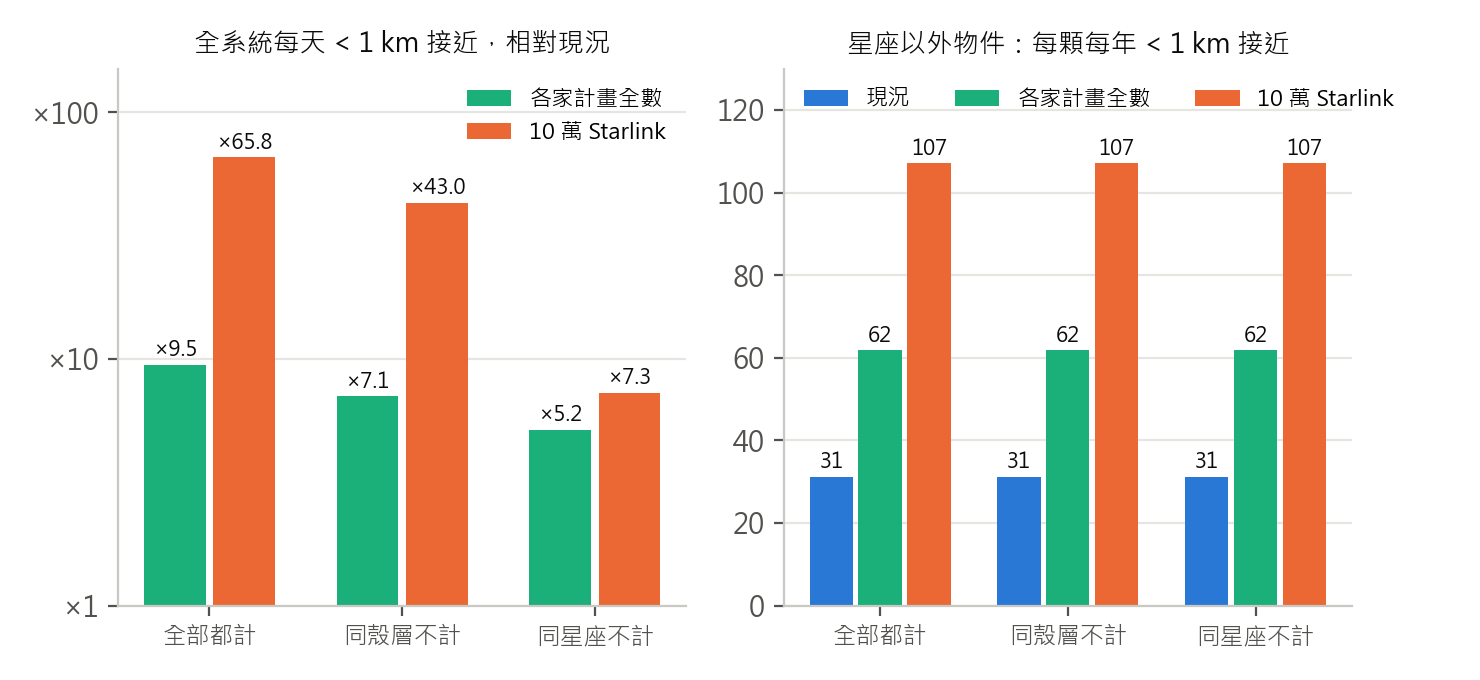 全系統每天 < 1 km 接近，相對現況
各家計畫全數
10 萬 Starlink
×100
×10
×1
×65.8
×43.0
×9.5
×7.1
×5.2
×7.3
全部都計
同殼層不計
同星座不計
星座以外物件：每顆每年 < 1 km 接近
現況
各家計畫全數
10 萬 Starlink
120
100
80
60
40
20
0
31
62
107
31
62
107
31
62
107
全部都計
同殼層不計
同星座不計